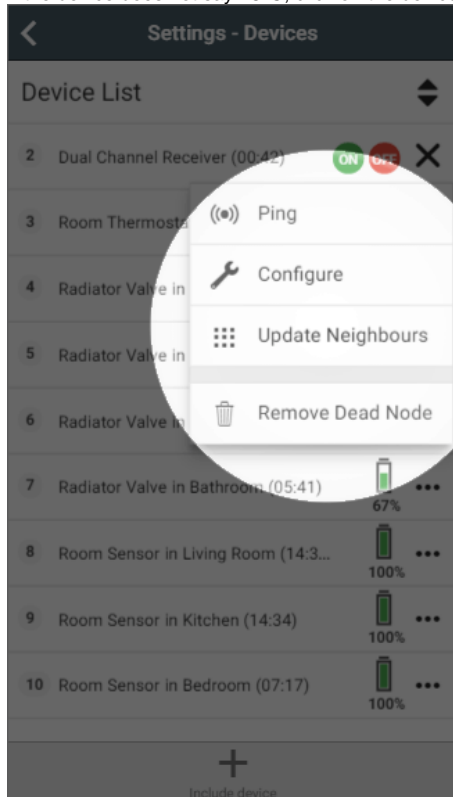 Settings - Devices
Device List
2 Dual Channel Receiver (00:42) ON OFF
Ping
3 Room Thermosta
Configure
4 Radiator Valve in
Update Neighbours
5 Radiator Valve in
Remove Dead Node
6 Radiator Valve in
7 Radiator Valve in Bathroom (05:41)
67%
8 Room Sensor in Living Room (14:3...
100%
9 Room Sensor in Kitchen (14:34)
100%
10 Room Sensor in Bedroom (07:17)
100%
Include device